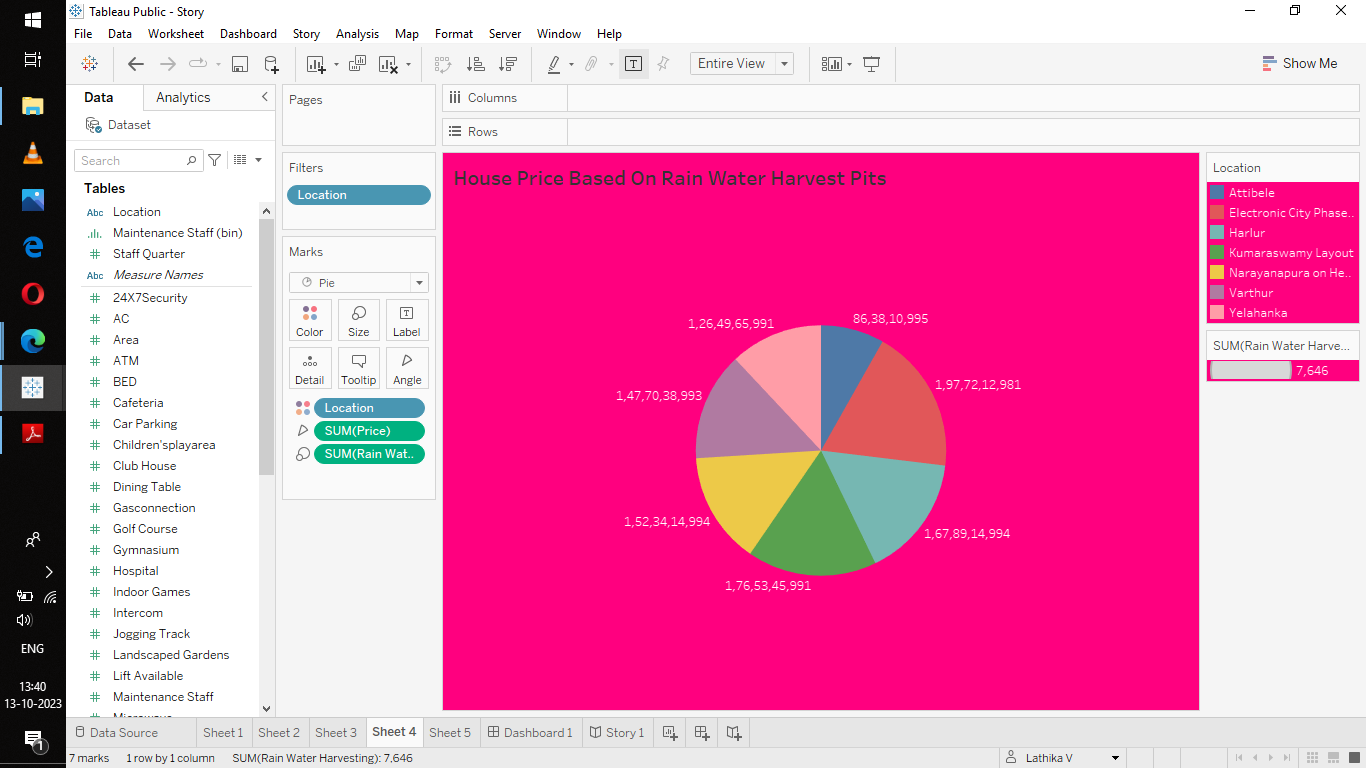 Tableau Public - Story
File Data Worksheet Dashboard Story Analysis Map Format Server Window Help
Entire View
Show Me
Data Analytics
Dataset
Search
Tables
Abc Location
Maintenance Staff (bin)
# Staff Quarter
Abc Measure Names
# 24X7Security
# AC
# Area
# ATM
# BED
# Cafeteria
# Car Parking
# Children'splayarea
# Club House
# Dining Table
# Gasconnection
# Golf Course
# Gymnasium
# Hospital
# Indoor Games
# Intercom
# Jogging Track
# Landscaped Gardens
# Lift Available
# Maintenance Staff
Pages
Filters
Location
Marks
Pie
Color Size Label
Detail Tooltip Angle
Location
SUM(Price)
SUM(Rain Wat..
Columns
Rows
House Price Based On Rain Water Harvest Pits
1,26,49,65,991
86,38,10,995
1,97,72,12,981
1,47,70,38,993
1,52,34,14,994
1,67,89,14,994
1,76,53,45,991
Location
Attibele
Electronic City Phase..
Harlur
Kumaraswamy Layout
Narayanapura on He..
Varthur
Yelahanka
SUM(Rain Water Harve...
7,646
Data Source Sheet 1 Sheet 2 Sheet 3 Sheet 4 Sheet 5 Dashboard 1 Story 1
7 marks 1 row by 1 column SUM(Rain Water Harvesting): 7,646
Lathika V
ENG
13:40
13-10-2023
1